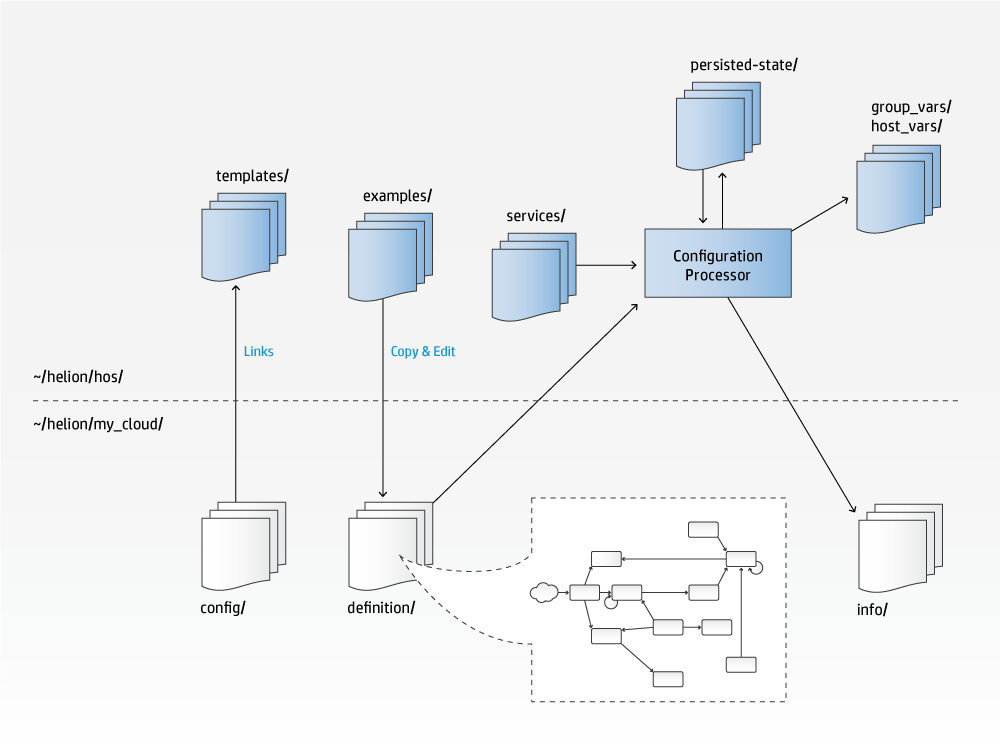 persisted-state/
group_vars/
host_vars/
templates/
examples/
services/
Configuration
Processor
Links
Copy & Edit
~/helion/hos/
~/helion/my_cloud/
config/
definition/
info/